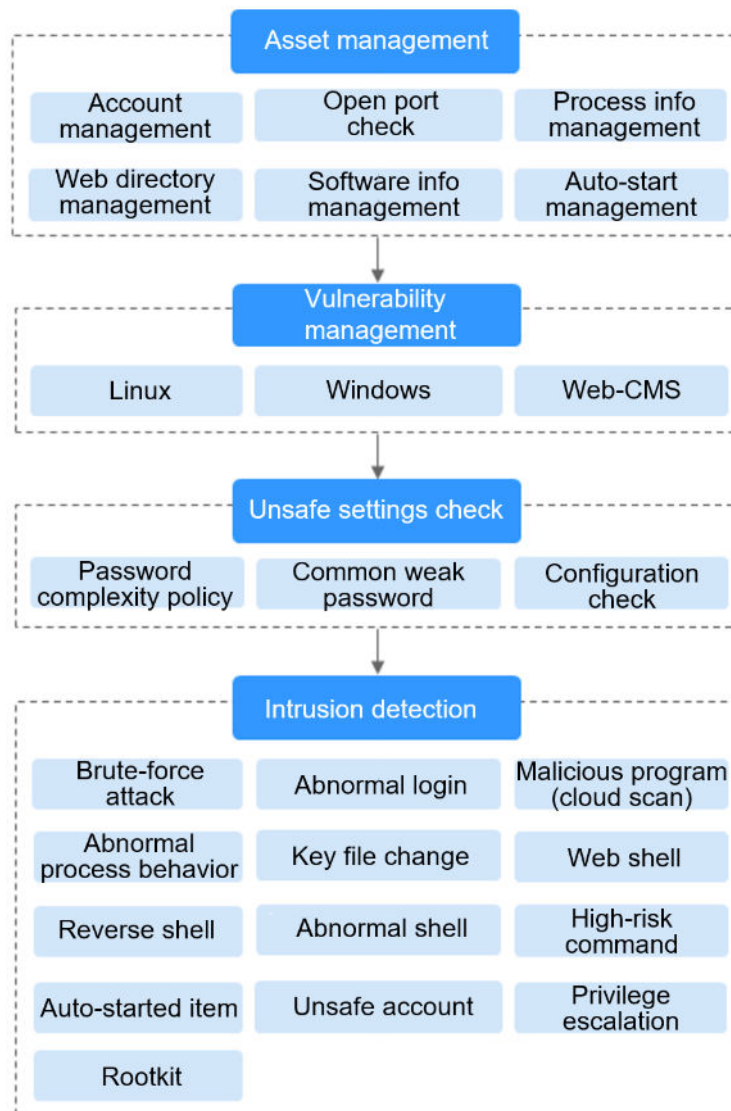 Asset management
Account
management
Open port
check
Process info
management
Web directory
management
Software info
management
Auto-start
management
Vulnerability
management
Linux
Windows
Web-CMS
Unsafe settings check
Password
complexity policy
Common weak
password
Configuration
check
Intrusion detection
Brute-force
attack
Abnormal login
Malicious program
(cloud scan)
Abnormal
process behavior
Key file change
Web shell
Reverse shell
Abnormal shell
High-risk
command
Auto-started item
Unsafe account
Privilege
escalation
Rootkit